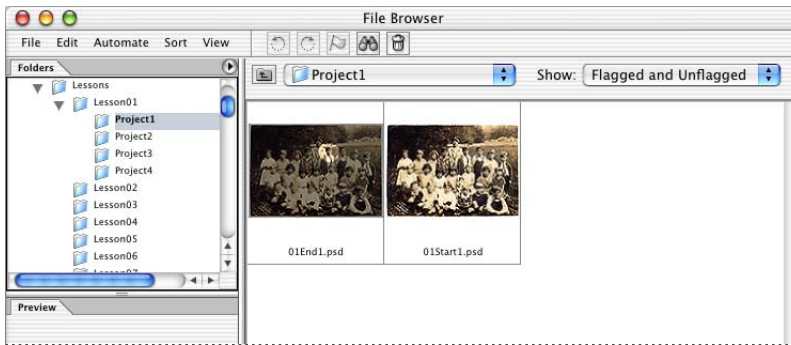 File Browser
File Edit Automate Sort View
Folders
Project1
Show: Flagged and Unflagged
Lessons
Lesson01
Project1
Project2
Project3
Project4
Lesson02
Lesson03
Lesson04
Lesson05
Lesson06
01End1.psd
01Start1.psd
Preview